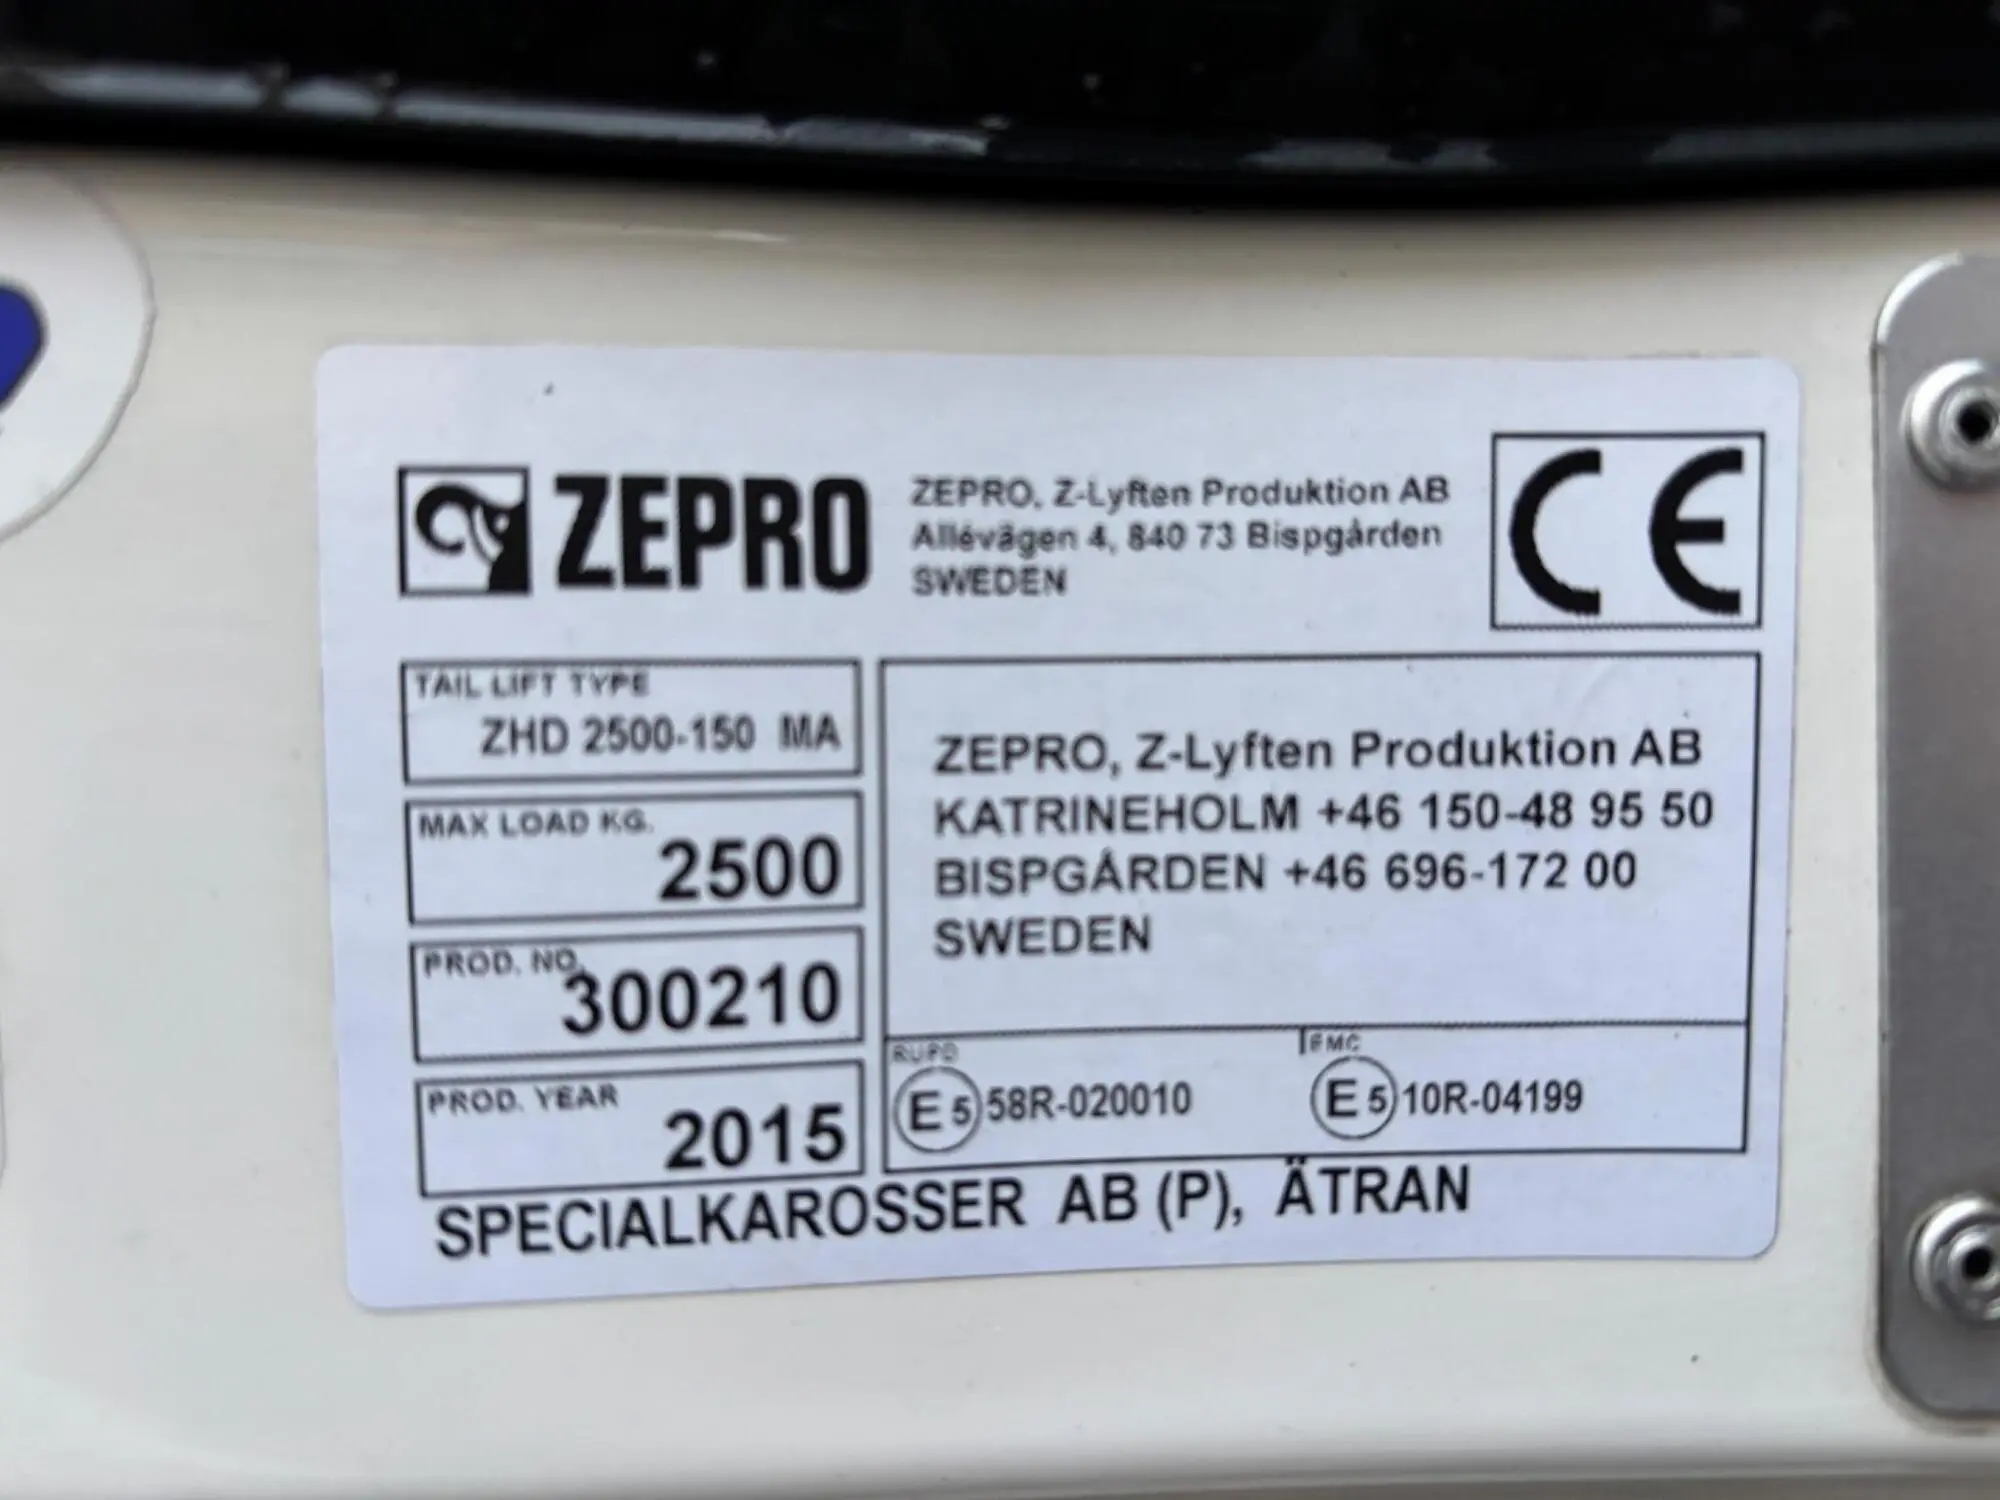 ZEPRO
ZEPRO, Z-Lyften Produktion AB
Allévägen 4, 840 73 Bispgården
SWEDEN
CE
TAIL LIFT TYPE
ZHD 2500-150 MA
MAX LOAD KG.
2500
PROD. NO.
300210
PROD. YEAR
2015
ZEPRO, Z-Lyften Produktion AB
KATRINEHOLM +46 150-48 95 50
BISPGÅRDEN +46 696-172 00
SWEDEN
RUPD
E5 58R-020010
EMC
E5 10R-04199
SPECIALKAROSSER AB (P), ÄTRAN